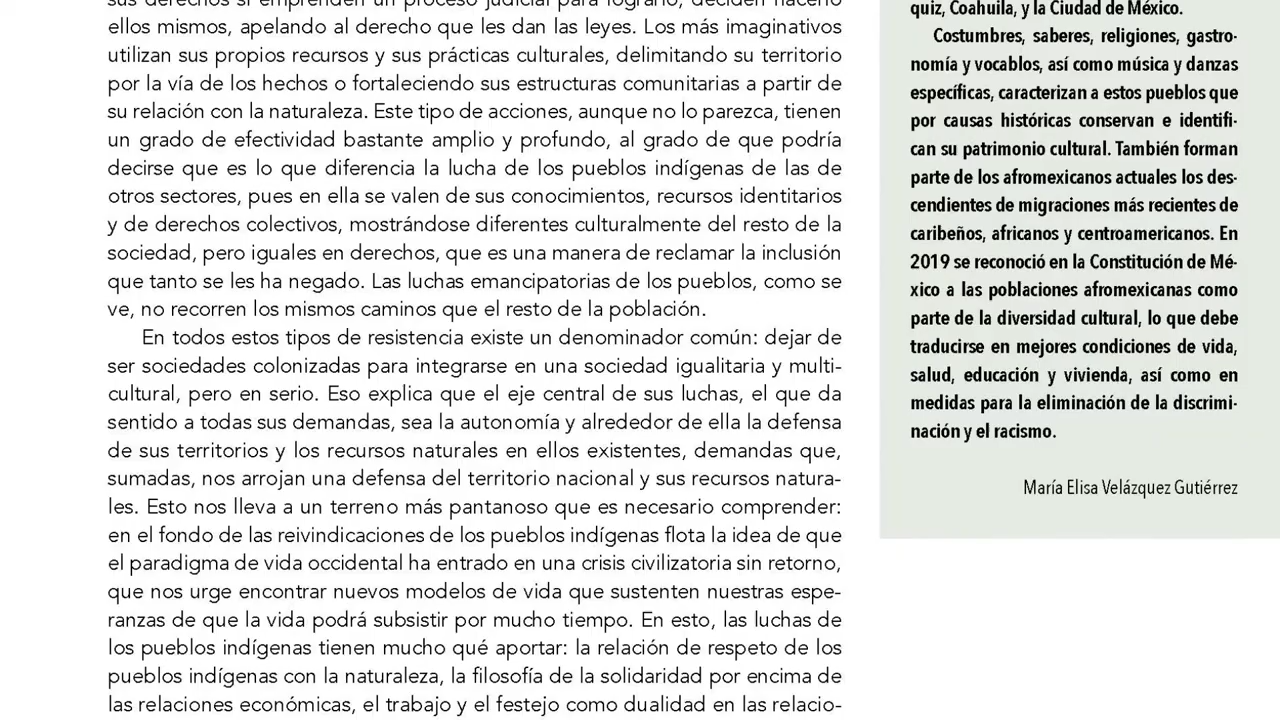 sus derechos si emprenden un proceso judicial para lograrlo, deciden hacerlo
ellos mismos, apelando al derecho que les dan las leyes. Los más imaginativos
utilizan sus propios recursos y sus prácticas culturales, delimitando su territorio
por la vía de los hechos o fortaleciendo sus estructuras comunitarias a partir de
su relación con la naturaleza. Este tipo de acciones, aunque no lo parezca, tienen
un grado de efectividad bastante amplio y profundo, al grado de que podría
decirse que es lo que diferencia la lucha de los pueblos indígenas de las de
otros sectores, pues en ella se valen de sus conocimientos, recursos identitarios
y de derechos colectivos, mostrándose diferentes culturalmente del resto de la
sociedad, pero iguales en derechos, que es una manera de reclamar la inclusión
que tanto se les ha negado. Las luchas emancipatorias de los pueblos, como se
ve, no recorren los mismos caminos que el resto de la población.
En todos estos tipos de resistencia existe un denominador común: dejar de
ser sociedades colonizadas para integrarse en una sociedad igualitaria y multi-
cultural, pero en serio. Eso explica que el eje central de sus luchas, el que da
sentido a todas sus demandas, sea la autonomía y alrededor de ella la defensa
de sus territorios y los recursos naturales en ellos existentes, demandas que,
sumadas, nos arrojan una defensa del territorio nacional y sus recursos natura-
les. Esto nos lleva a un terreno más pantanoso que es necesario comprender:
en el fondo de las reivindicaciones de los pueblos indígenas flota la idea de que
el paradigma de vida occidental ha entrado en una crisis civilizatoria sin retorno,
que nos urge encontrar nuevos modelos de vida que sustenten nuestras espe-
ranzas de que la vida podrá subsistir por mucho tiempo. En esto, las luchas de
los pueblos indígenas tienen mucho qué aportar: la relación de respeto de los
pueblos indígenas con la naturaleza, la filosofía de la solidaridad por encima de
las relaciones económicas, el trabajo y el festejo como dualidad en las relacio-
quiz, Coahuila, y la Ciudad de México.
Costumbres, saberes, religiones, gastro-
nomía y vocablos, así como música y danzas
específicas, caracterizan a estos pueblos que
por causas históricas conservan e identifi-
can su patrimonio cultural. También forman
parte de los afromexicanos actuales los des-
cendientes de migraciones más recientes de
caribeños, africanos y centroamericanos. En
2019 se reconoció en la Constitución de Mé-
xico a las poblaciones afromexicanas como
parte de la diversidad cultural, lo que debe
traducirse en mejores condiciones de vida,
salud, educación y vivienda, así como en
medidas para la eliminación de la discrimi-
nación y el racismo.
María Elisa Velázquez Gutiérrez